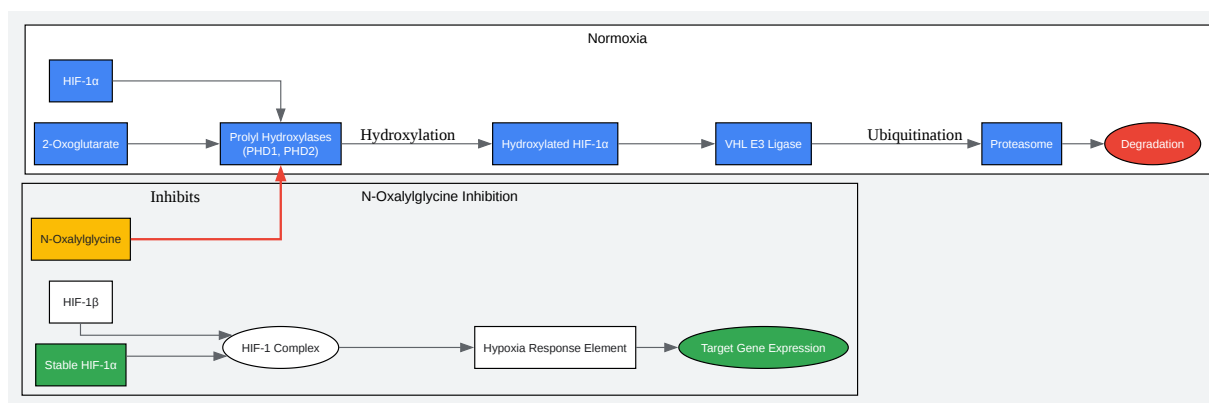 Normoxia
HIF-1α
2-Oxoglutarate
Prolyl Hydroxylases
(PHD1, PHD2)
Hydroxylation
Hydroxylated HIF-1α
VHL E3 Ligase
Ubiquitination
Proteasome
Degradation
Inhibits
N-Oxalylglycine Inhibition
N-Oxalylglycine
HIF-1β
Stable HIF-1α
HIF-1 Complex
Hypoxia Response Element
Target Gene Expression